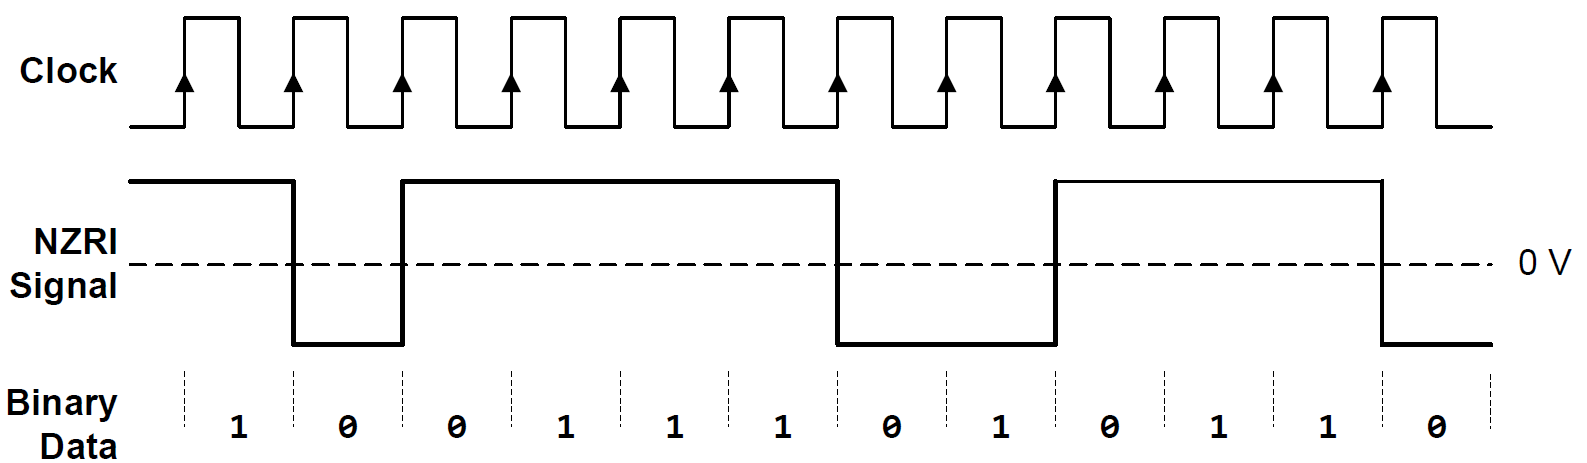 Clock
NZRI
Signal
0 V
Binary
Data
1 0 0 1 1 1 0 1 0 1 1 0